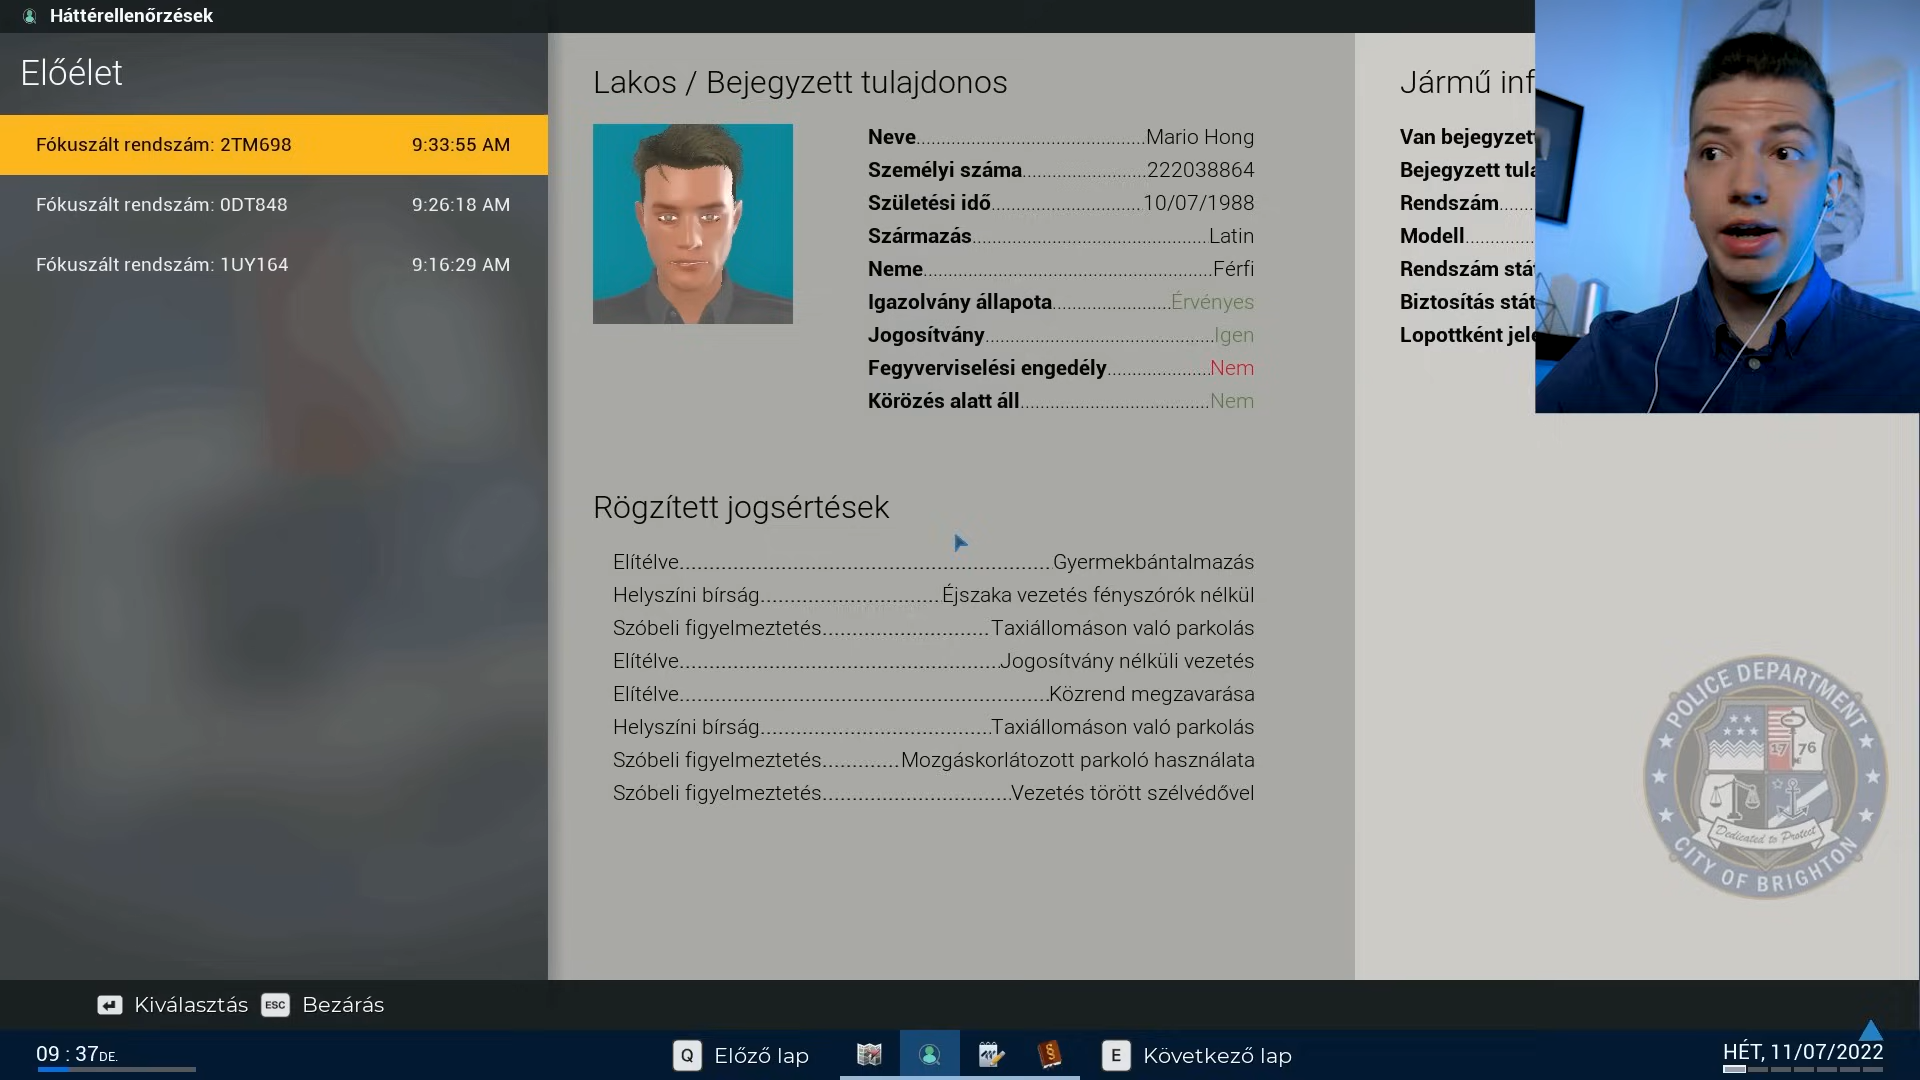 Háttérellenőrzések
Előélet
Fókuszált rendszám: 2TM698 9:33:55 AM
Fókuszált rendszám: 0DT848 9:26:18 AM
Fókuszált rendszám: 1UY164 9:16:29 AM
Lakos / Bejegyzett tulajdonos
Neve Mario Hong
Személyi száma 222038864
Születési idő 10/07/1988
Származás Latin
Neme Férfi
Igazolvány állapota Érvényes
Jogosítvány Igen
Fegyverviselési engedély Nem
Körözés alatt áll Nem
Rögzített jogsértések
Elítélve Gyermekbántalmazás
Helyszíni bírság Éjszaka vezetés fényszórók nélkül
Szóbeli figyelmeztetés Taxiállomáson való parkolás
Elítélve Jogosítvány nélküli vezetés
Elítélve Közrend megzavarása
Helyszíni bírság Taxiállomáson való parkolás
Szóbeli figyelmeztetés Mozgáskorlátozott parkoló használata
Szóbeli figyelmeztetés Vezetés törött szélvédővel
Jármű inf
Van bejegyzett
Bejegyzett tula
Rendszám
Modell
Rendszám stá
Biztosítás stát
Lopottként jele
POLICE DEPARTMENT
17 76
Dedicated to Protect
CITY OF BRIGHTON
Kiválasztás ESC Bezárás
09 : 37 DE.
Q Előző lap
E Következő lap
HÉT, 11/07/2022